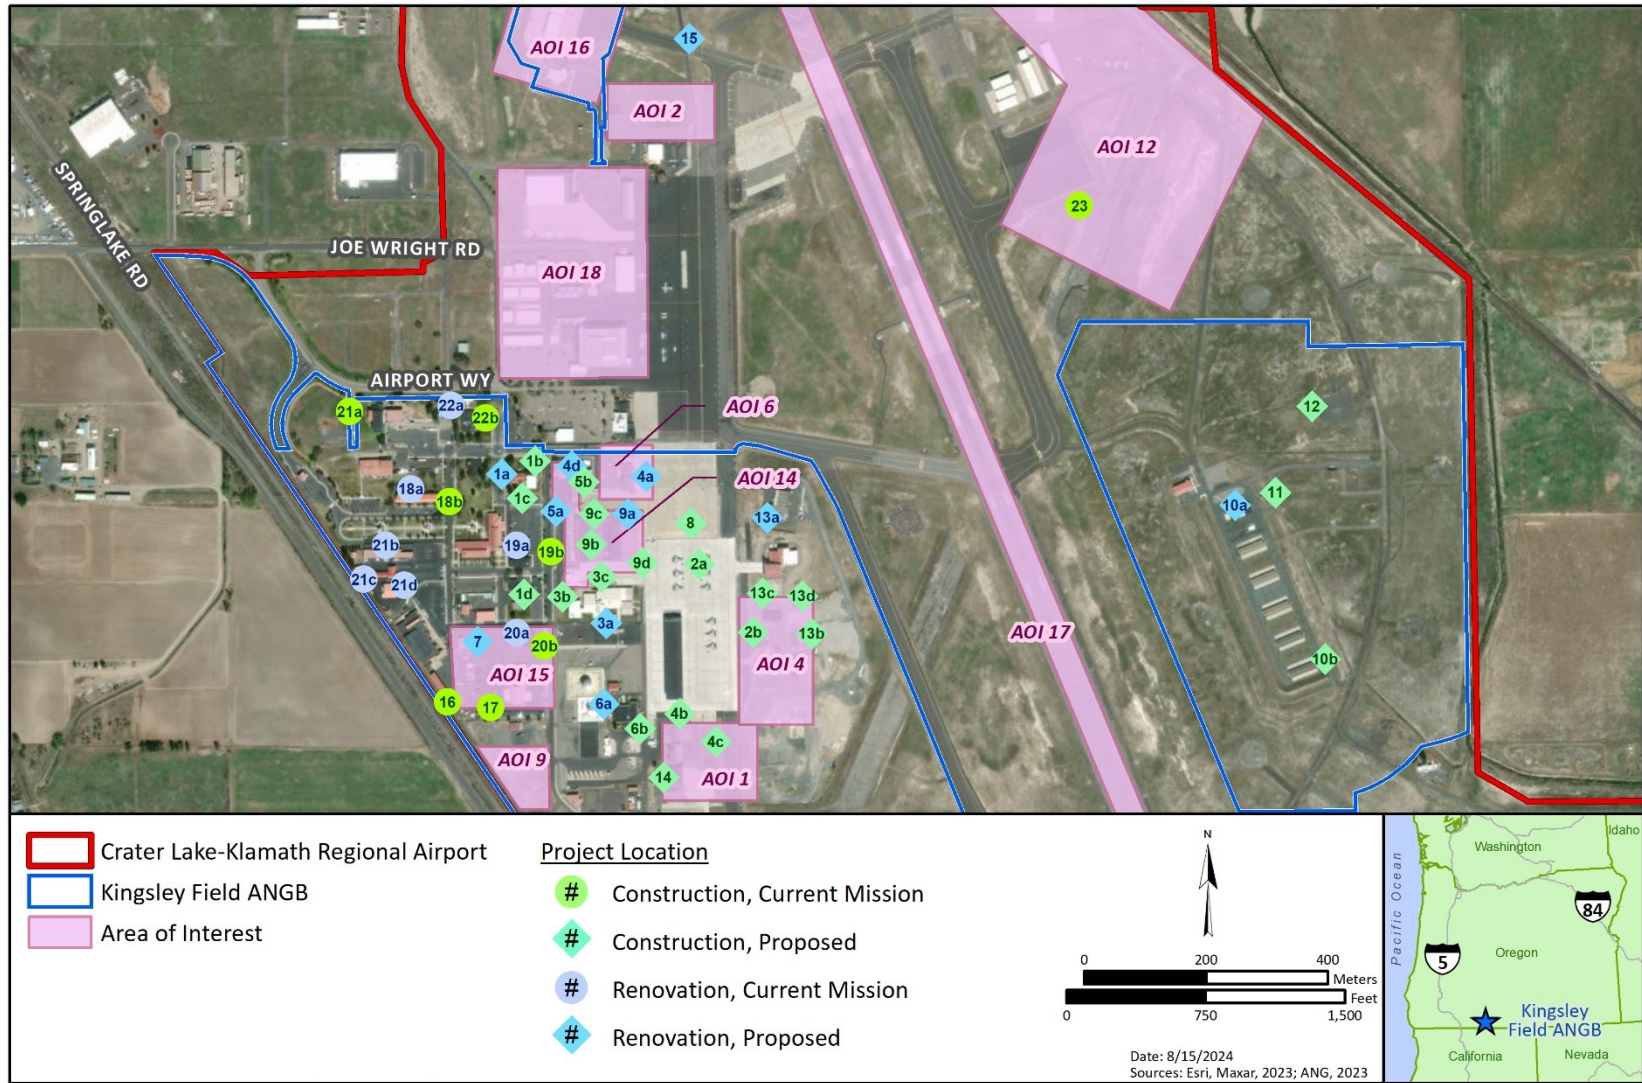 AOI 16
15
AOI 2
AOI 12
23
SPRINGLAKE RD
JOE WRIGHT RD
AOI 18
AIRPORT WY
21a
22a
22b
AOI 6
12
1b
1a
4d
5b
4a
AOI 14
18a
18b
1c
5a
9c
9a
8
13a
11
10a
21b
19a
19b
9b
9d
2a
21c
21d
1d
3b
3c
13c
13d
7
20a
20b
3a
2b
13b
AOI 17
AOI 15
AOI 4
10b
16
17
6a
6b
4b
4c
AOI 9
14
AOI 1
Crater Lake-Klamath Regional Airport
Kingsley Field ANGB
Area of Interest
Project Location
# Construction, Current Mission
# Construction, Proposed
# Renovation, Current Mission
# Renovation, Proposed
N
0 200 400
Meters
Feet
0 750 1,500
Date: 8/15/2024
Sources: Esri, Maxar, 2023; ANG, 2023
Pacific Ocean
Washington
Idaho
84
5
Oregon
Kingsley
Field ANGB
California
Nevada